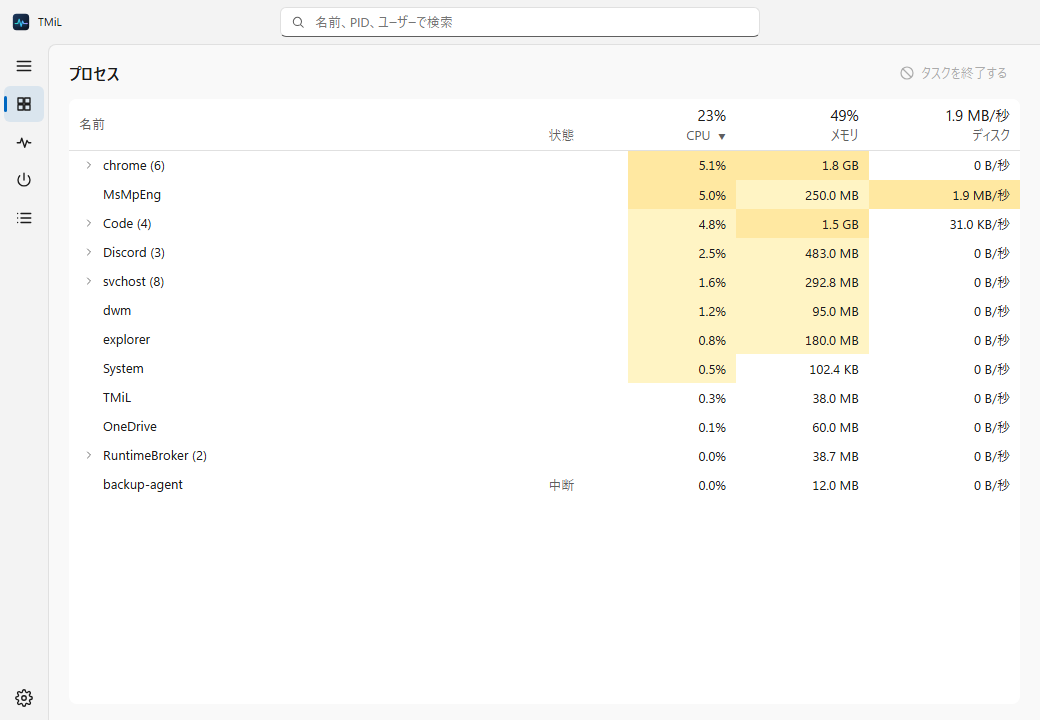 TMiL
名前、PID、ユーザーで検索
プロセス
タスクを終了する
名前 状態 23% CPU 49% メモリ 1.9 MB/秒 ディスク
chrome (6) 5.1% 1.8 GB 0 B/秒
MsMpEng 5.0% 250.0 MB 1.9 MB/秒
Code (4) 4.8% 1.5 GB 31.0 KB/秒
Discord (3) 2.5% 483.0 MB 0 B/秒
svchost (8) 1.6% 292.8 MB 0 B/秒
dwm 1.2% 95.0 MB 0 B/秒
explorer 0.8% 180.0 MB 0 B/秒
System 0.5% 102.4 KB 0 B/秒
TMiL 0.3% 38.0 MB 0 B/秒
OneDrive 0.1% 60.0 MB 0 B/秒
RuntimeBroker (2) 0.0% 38.7 MB 0 B/秒
backup-agent 中断 0.0% 12.0 MB 0 B/秒